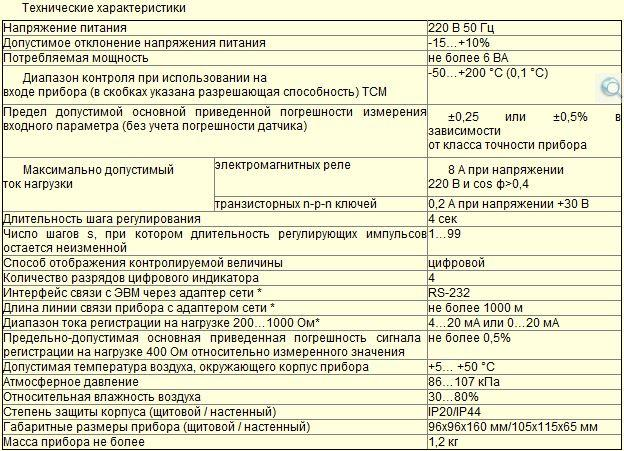 Технические характеристики
Напряжение питания 220 В 50 Гц
Допустимое отклонение напряжения питания -15…+10%
Потребляемая мощность не более 6 ВА
Диапазон контроля при использовании на -50…+200 °С (0,1 °С)
входе прибора (в скобках указана разрешающая способность) ТСМ
Предел допустимой основной приведенной погрешности измерения ±0,25 или ±0,5% в
входного параметра (без учета погрешности датчика) зависимости
от класса точности прибора
Максимально допустимый электромагнитных реле 8 А при напряжении
ток нагрузки 220 В и cos ф>0,4
транзисторных n-p-n ключей 0,2 А при напряжении +30 В
Длительность шага регулирования 4 сек
Число шагов s, при котором длительность регулирующих импульсов 1…99
остается неизменной
Способ отображения контролируемой величины цифровой
Количество разрядов цифрового индикатора 4
Интерфейс связи с ЭВМ через адаптер сети * RS-232
Длина линии связи прибора с адаптером сети * не более 1000 м
Диапазон тока регистрации на нагрузке 200…1000 Ом* 4…20 мА или 0…20 мА
Предельно-допустимая основная приведенная погрешность сигнала не более 0,5%
регистрации на нагрузке 400 Ом относительно измеренного значения
Допустимая температура воздуха, окружающего корпус прибора +5… +50 °С
Атмосферное давление 86…107 кПа
Относительная влажность воздуха 30…80%
Степень защиты корпуса (щитовой / настенный) IP20/IP44
Габаритные размеры прибора (щитовой / настенный) 96х96х160 мм/105х115х65 мм
Масса прибора не более 1,2 кг